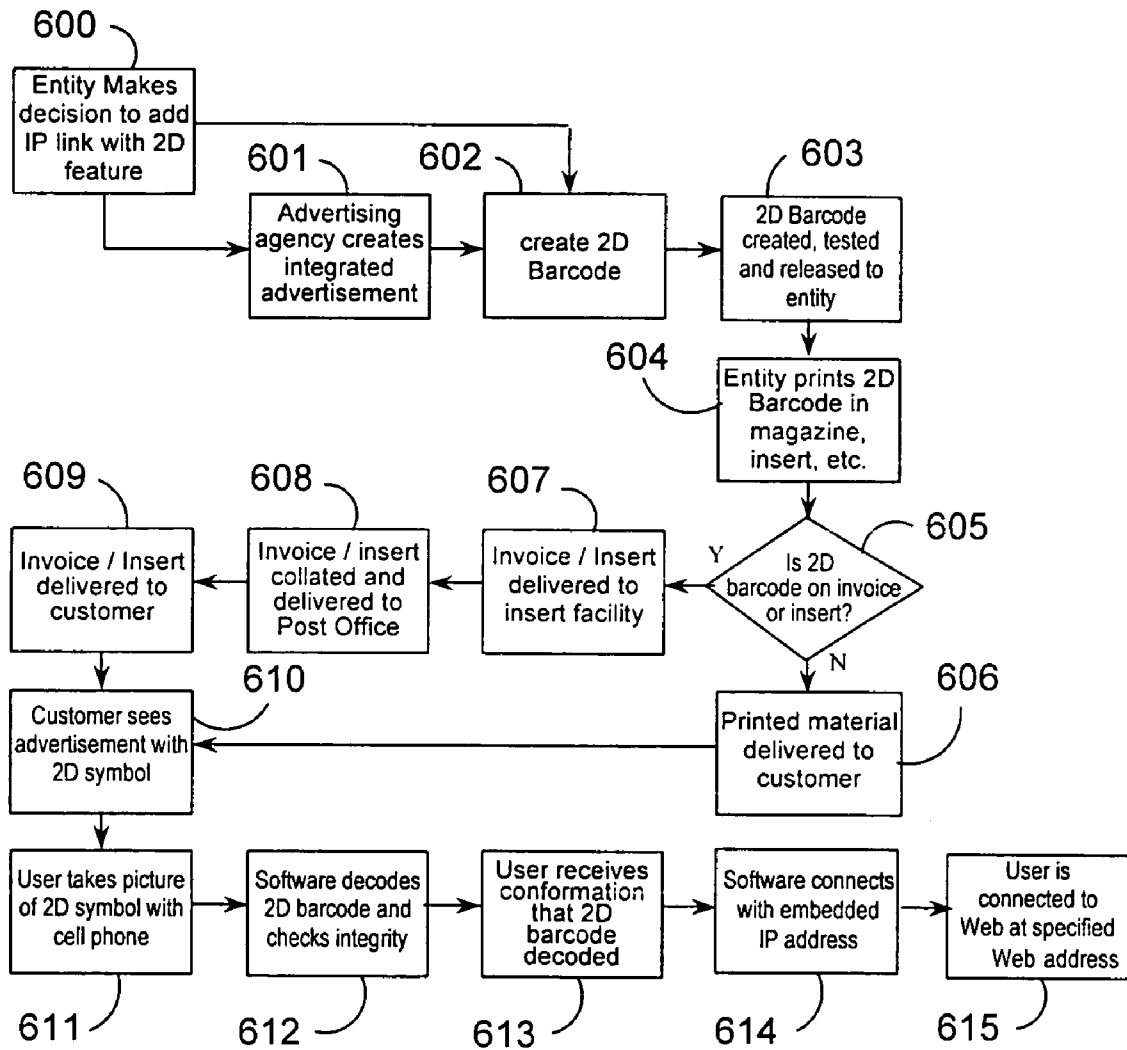 600
Entity Makes
decision to add
IP link with 2D
feature
601
Advertising
agency creates
integrated
advertisement
602
create 2D
Barcode
603
2D Barcode
created, tested
and released to
entity
604
Entity prints 2D
Barcode in
magazine,
insert, etc.
605
Is 2D
barcode on invoice
or insert?
Y
N
606
Printed material
delivered to
customer
607
Invoice / Insert
delivered to
insert facility
608
Invoice / insert
collated and
delivered to
Post Office
609
Invoice / Insert
delivered to
customer
610
Customer sees
advertisement with
2D symbol
User takes picture
of 2D symbol with
cell phone
611
Software decodes
2D barcode and
checks integrity
612
User receives
conformation
that 2D
barcode
decoded
613
Software connects
with embedded
IP address
614
User is
connected to
Web at specified
Web address
615